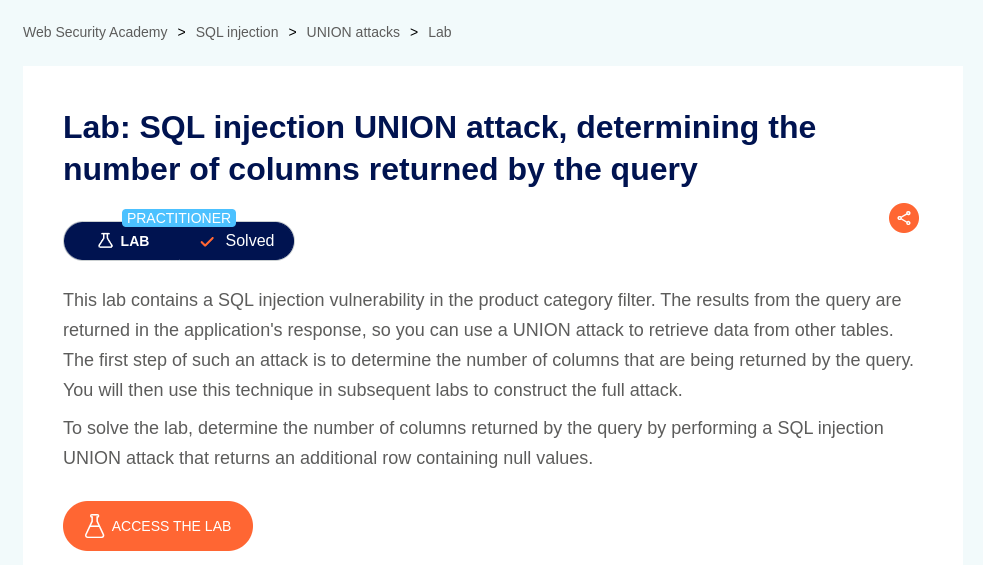 Web Security Academy > SQL injection > UNION attacks > Lab
Lab: SQL injection UNION attack, determining the
number of columns returned by the query
PRACTITIONER
LAB Solved
This lab contains a SQL injection vulnerability in the product category filter. The results from the query are
returned in the application's response, so you can use a UNION attack to retrieve data from other tables.
The first step of such an attack is to determine the number of columns that are being returned by the query.
You will then use this technique in subsequent labs to construct the full attack.
To solve the lab, determine the number of columns returned by the query by performing a SQL injection
UNION attack that returns an additional row containing null values.
ACCESS THE LAB